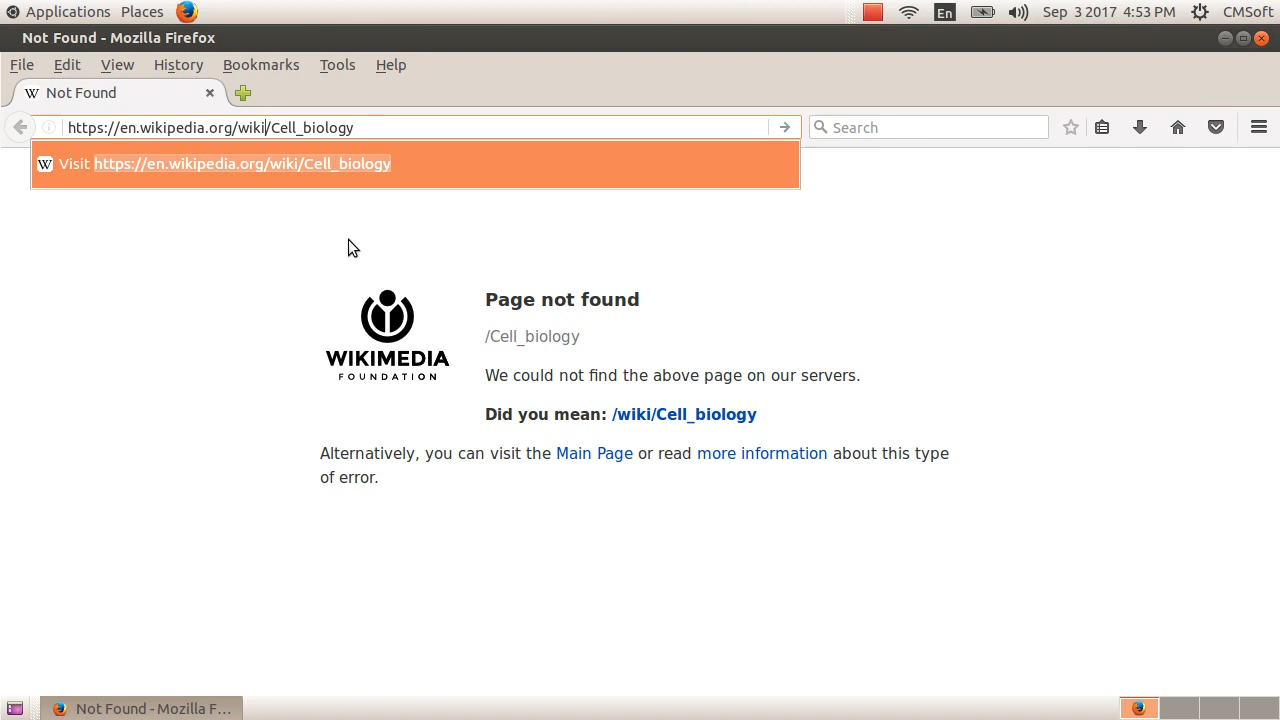 Applications Places En Sep 3 2017 4:53 PM CMSoft
Not Found - Mozilla Firefox
File Edit View History Bookmarks Tools Help
W Not Found
https://en.wikipedia.org/wiki/Cell_biology Search
W Visit https://en.wikipedia.org/wiki/Cell_biology
Page not found
/Cell_biology
WIKIMEDIA
FOUNDATION
We could not find the above page on our servers.
Did you mean: /wiki/Cell_biology
Alternatively, you can visit the Main Page or read more information about this type
of error.
Not Found - Mozilla F...